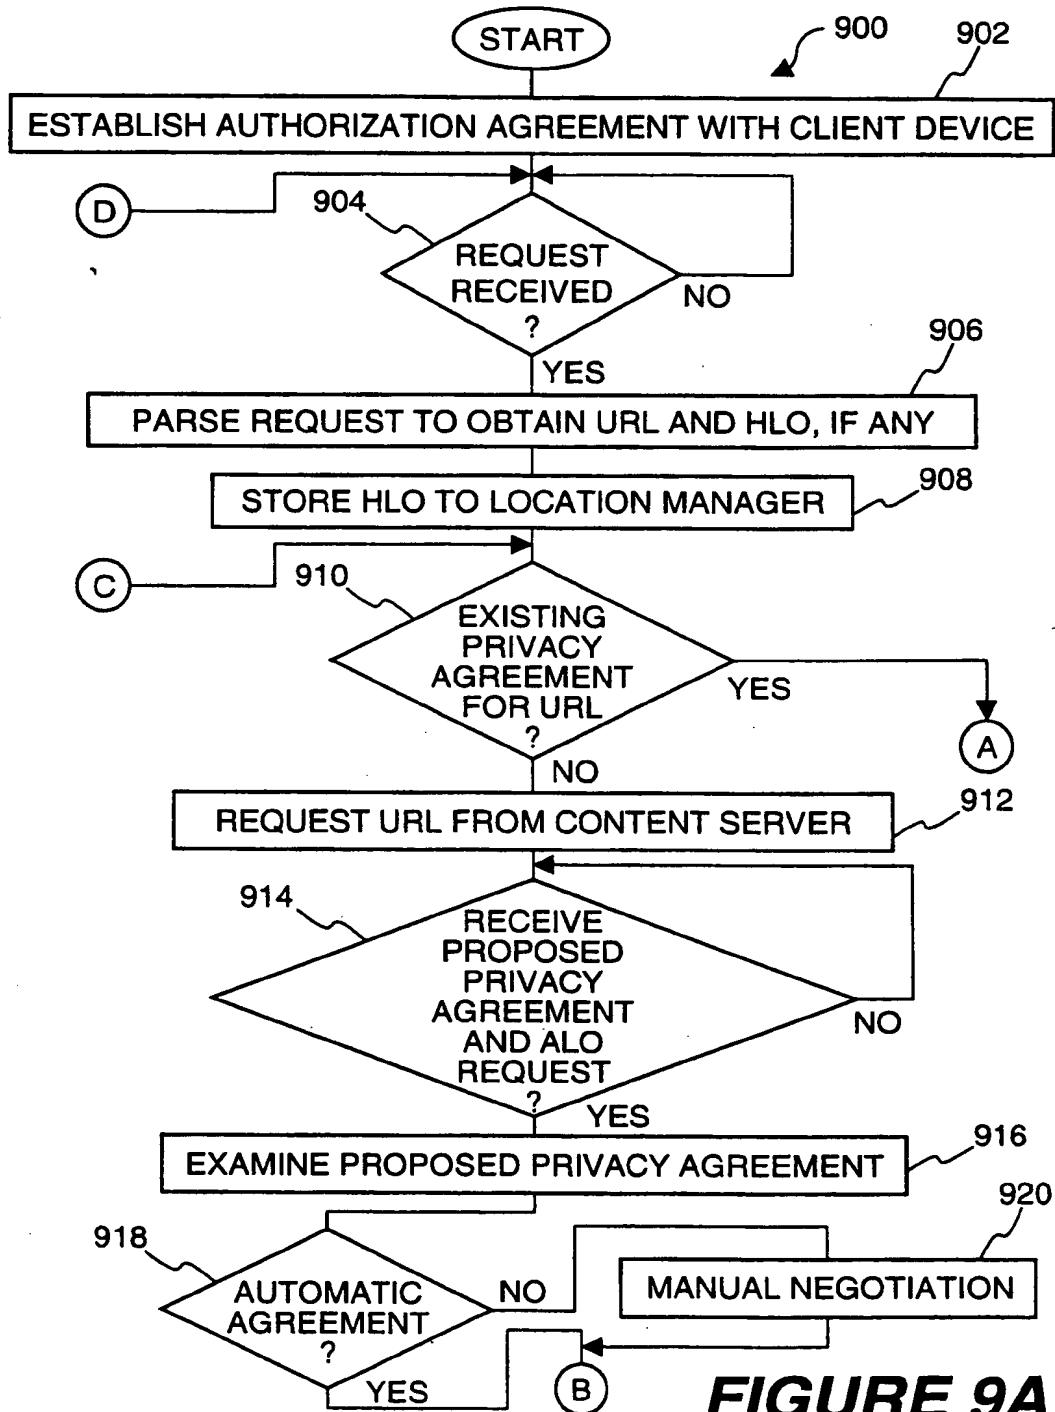 START
900
902
ESTABLISH AUTHORIZATION AGREEMENT WITH CLIENT DEVICE
D
904
REQUEST
RECEIVED
?
NO
YES
906
PARSE REQUEST TO OBTAIN URL AND HLO, IF ANY
908
STORE HLO TO LOCATION MANAGER
C
910
EXISTING
PRIVACY
AGREEMENT
FOR URL
?
YES
A
NO
912
REQUEST URL FROM CONTENT SERVER
914
RECEIVE
PROPOSED
PRIVACY
AGREEMENT
AND ALO
REQUEST
?
NO
YES
916
EXAMINE PROPOSED PRIVACY AGREEMENT
918
920
AUTOMATIC
AGREEMENT
?
NO
MANUAL NEGOTIATION
YES
B
FIGURE 9A